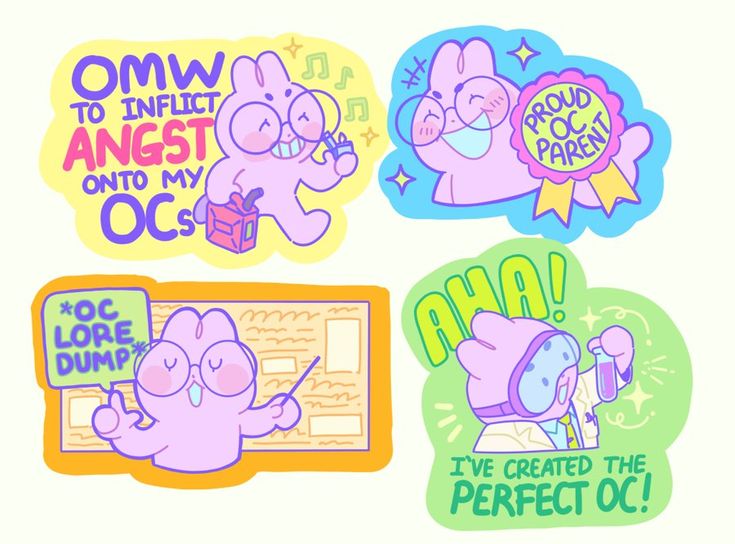 OMW
TO INFLICT
ANGST
ONTO MY
OCs
PROUD
OC
PARENT
*OC
LORE
DUMP*
AHA!
I'VE CREATED THE
PERFECT OC!